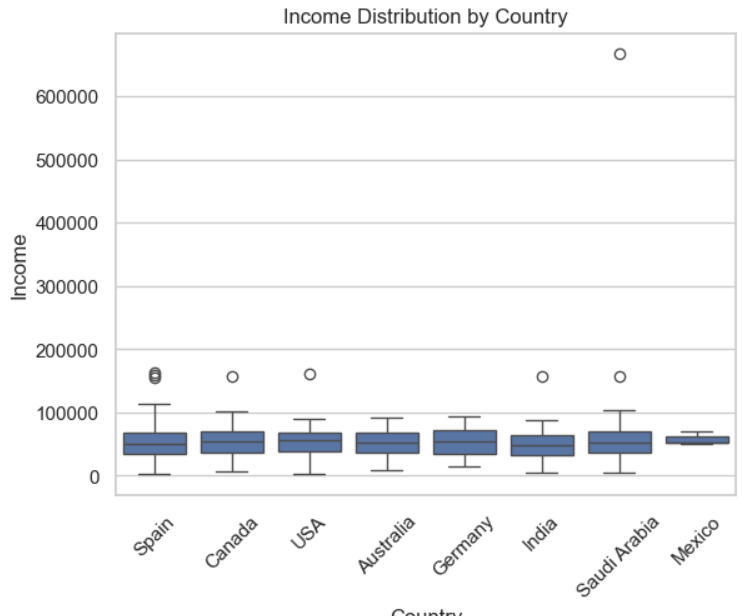 Income Distribution by Country
Income
600000
500000
400000
300000
200000
100000
0
Spain
Canada
USA
Australia
Germany
India
Saudi Arabia
Mexico
Country